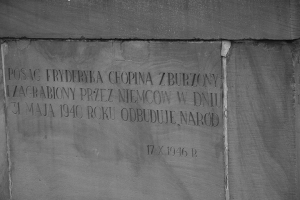 POSĄG FRYDERYKA CHOPINA ZBURZONY
I ZAGRABIONY PRZEZ NIEMCÓW W DNIU
31 MAJA 1940 ROKU ODBUDUJE NARÓD
17.X.1946 R.